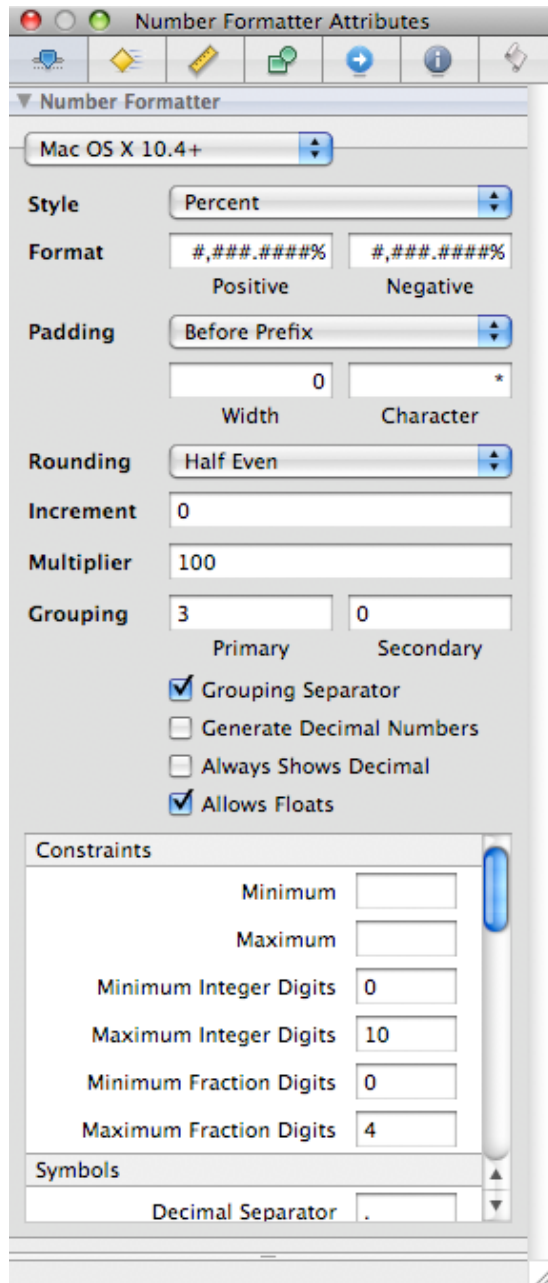 Number Formatter Attributes
Number Formatter
Mac OS X 10.4+
Style Percent
Format #,###.####% #,###.####%
Positive Negative
Padding Before Prefix
0 *
Width Character
Rounding Half Even
Increment 0
Multiplier 100
Grouping 3 0
Primary Secondary
Grouping Separator
Generate Decimal Numbers
Always Shows Decimal
Allows Floats
Constraints
Minimum
Maximum
Minimum Integer Digits 0
Maximum Integer Digits 10
Minimum Fraction Digits 0
Maximum Fraction Digits 4
Symbols
Decimal Separator .